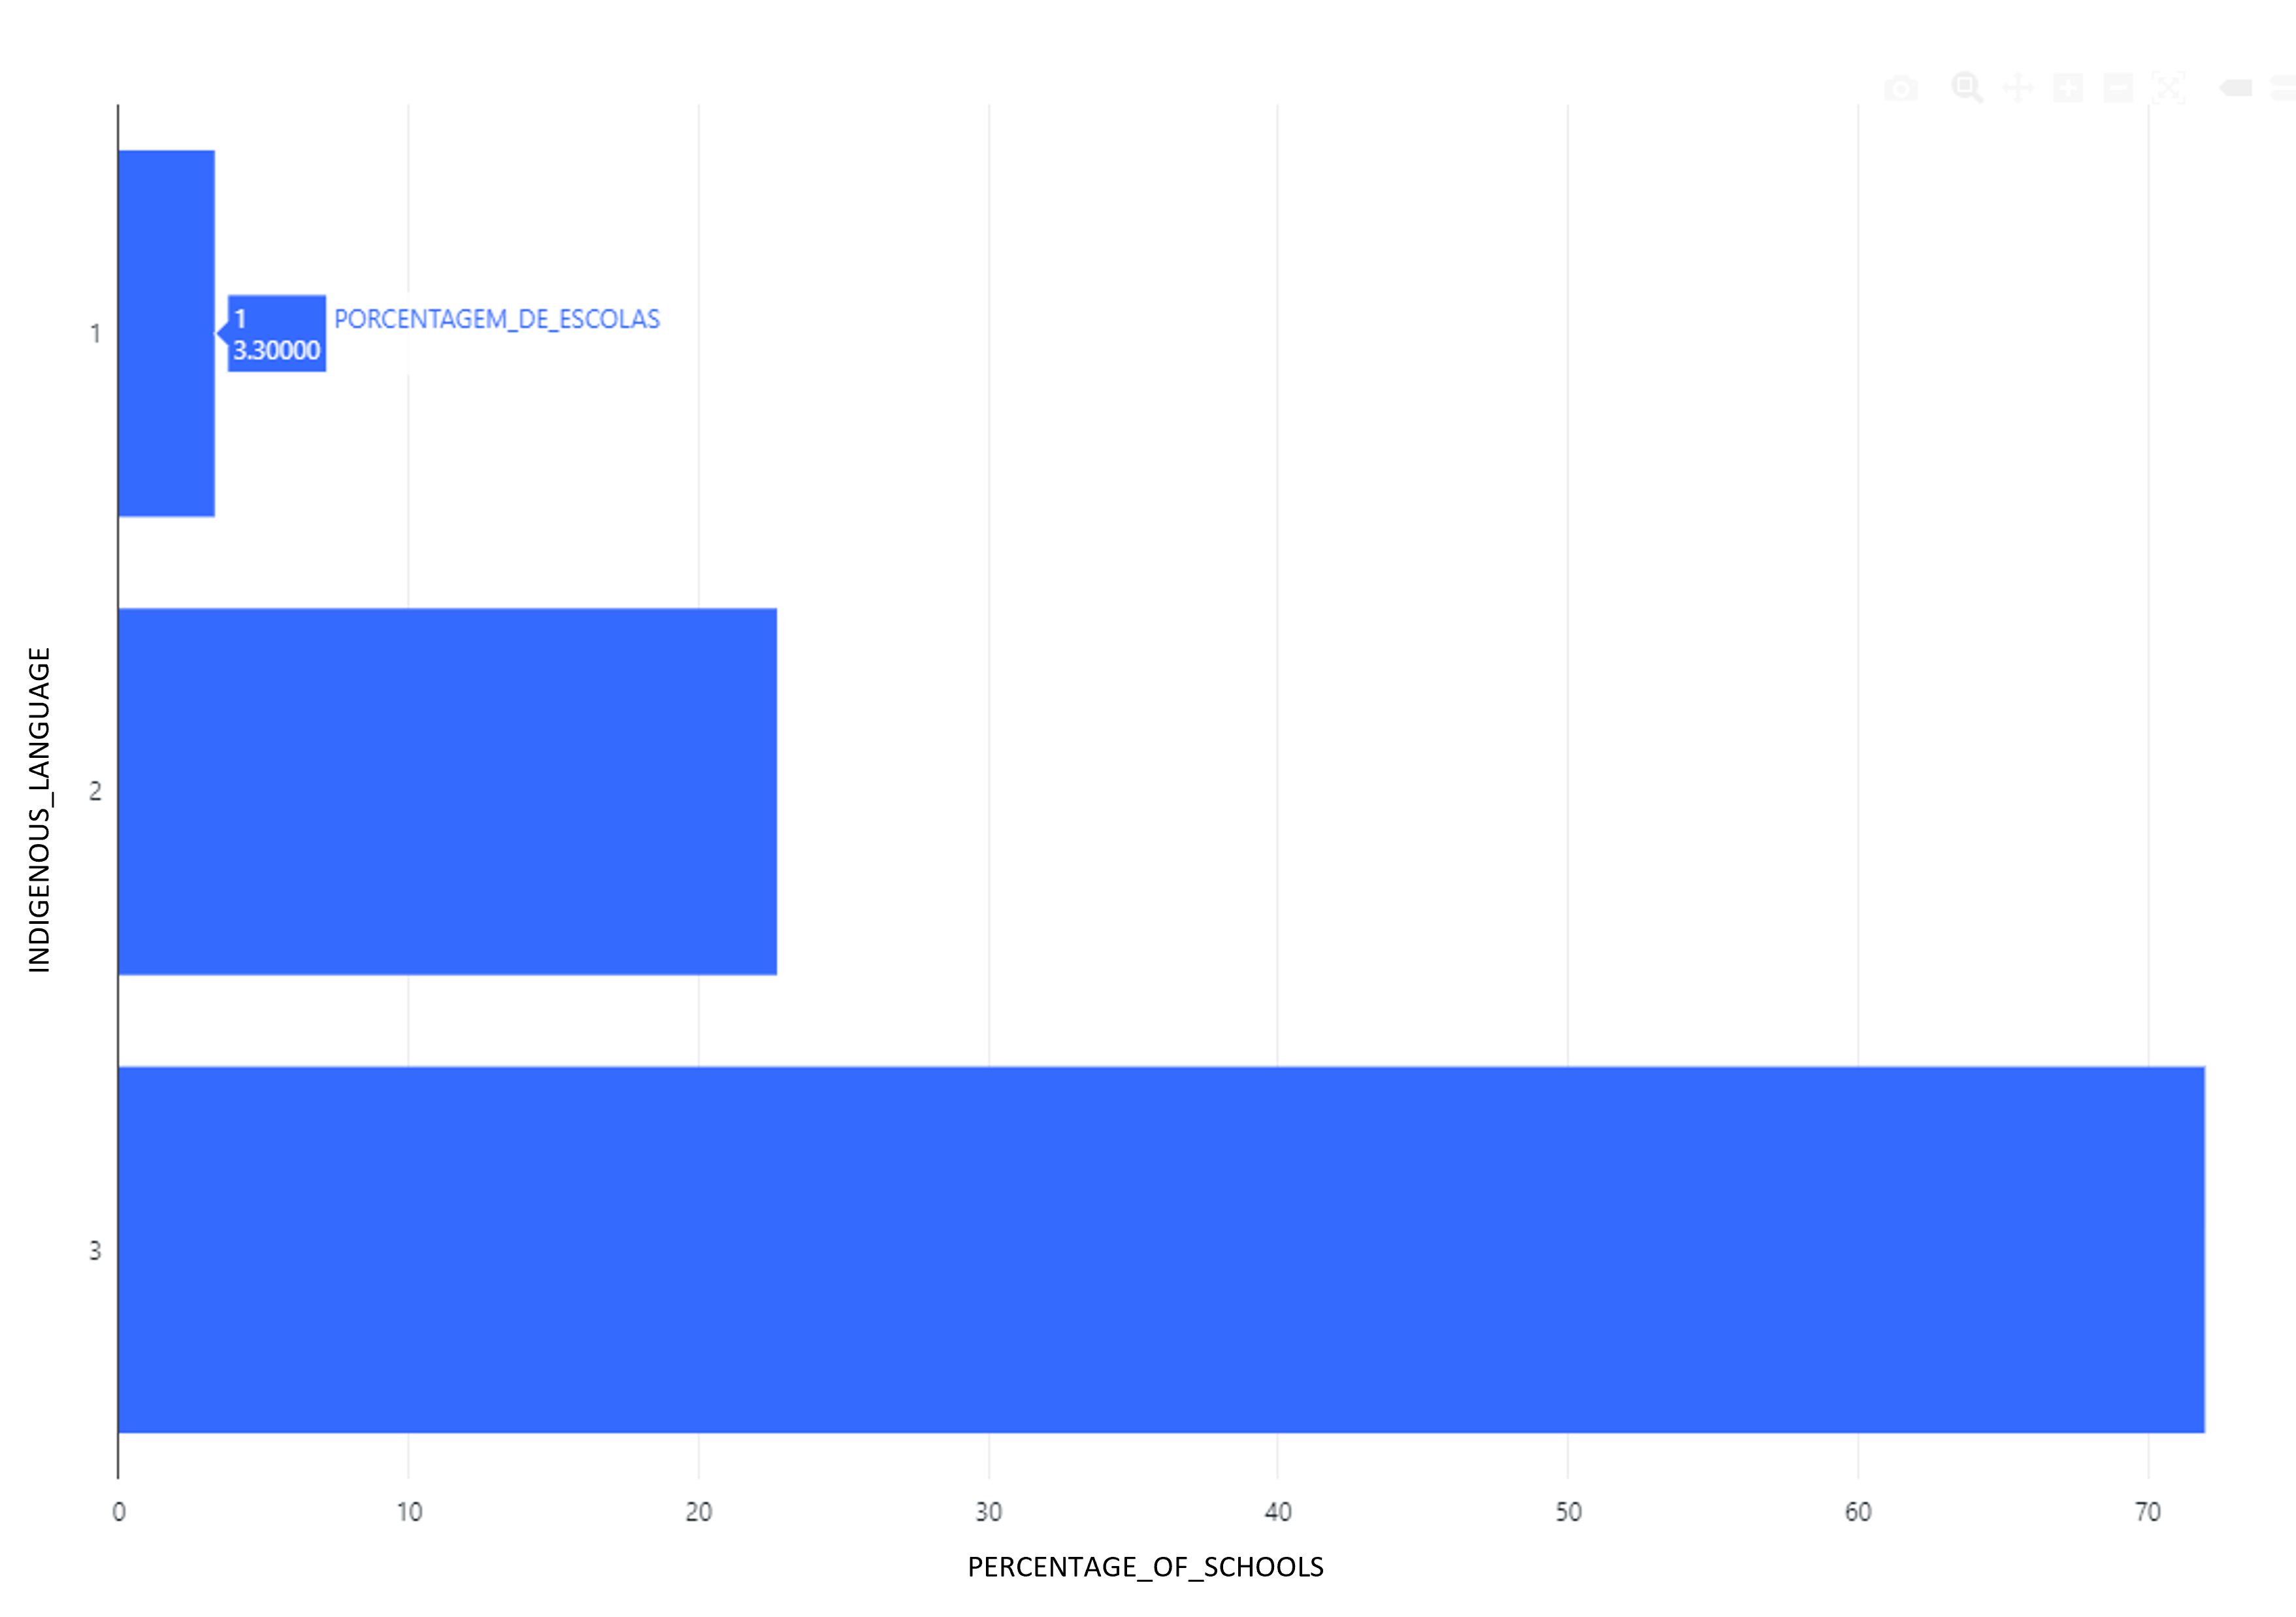 1
1 PORCENTAGEM_DE_ESCOLAS
3.30000
INDIGENOUS_LANGUAGE
2
3
0 10 20 30 40 50 60 70
PERCENTAGE_OF_SCHOOLS